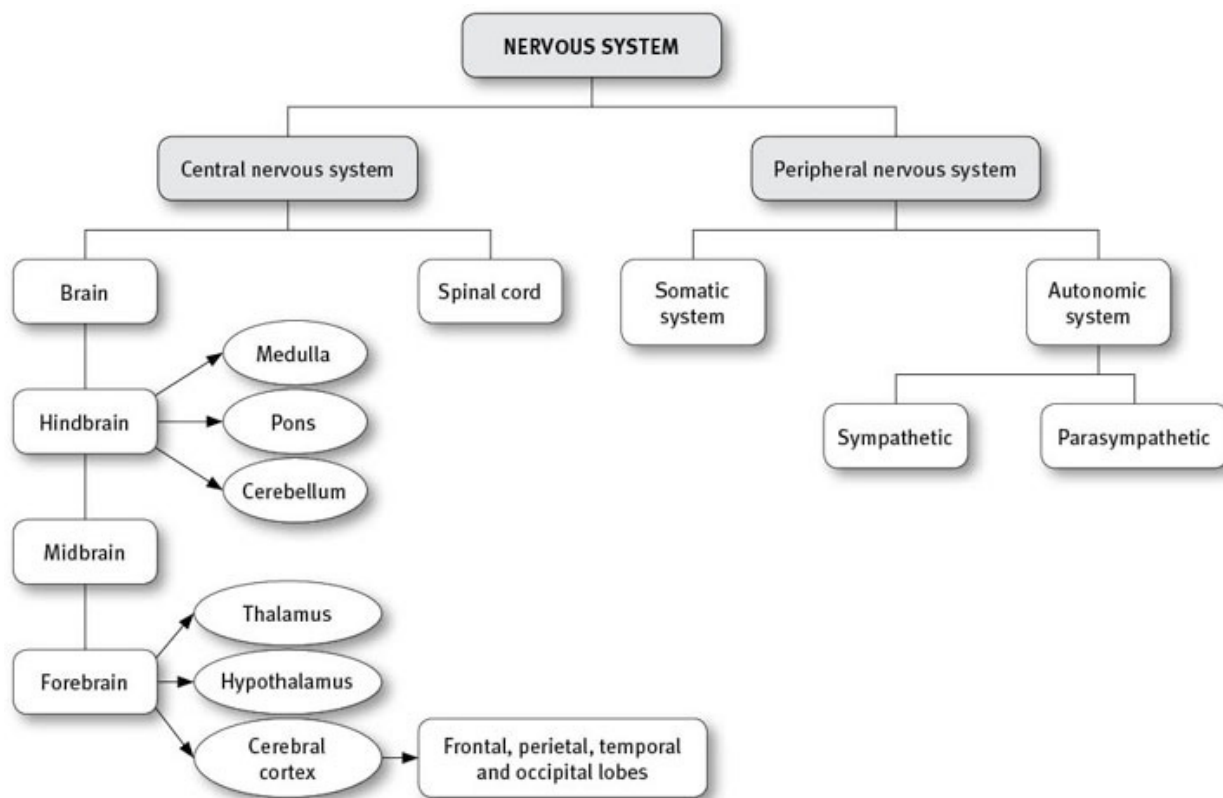 NERVOUS SYSTEM
Central nervous system
Peripheral nervous system
Brain
Spinal cord
Somatic
system
Autonomic
system
Medulla
Hindbrain
Pons
Cerebellum
Sympathetic
Parasympathetic
Midbrain
Thalamus
Forebrain
Hypothalamus
Cerebral
cortex
Frontal, perietal, temporal
and occipital lobes